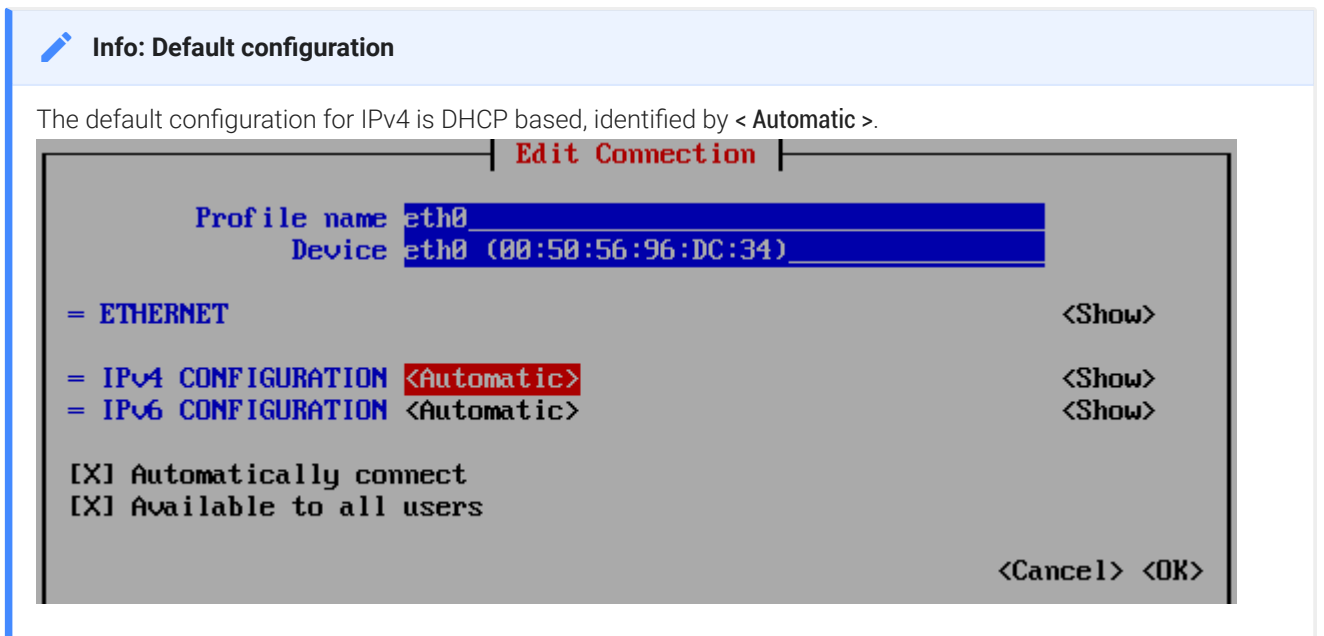 Info: Default configuration
The default configuration for IPv4 is DHCP based, identified by < Automatic >.
Edit Connection
Profile name eth0
Device eth0 (00:50:56:96:DC:34)
= ETHERNET <Show>
= IPv4 CONFIGURATION <Automatic> <Show>
= IPv6 CONFIGURATION <Automatic> <Show>
[X] Automatically connect
[X] Available to all users
<Cancel> <OK>